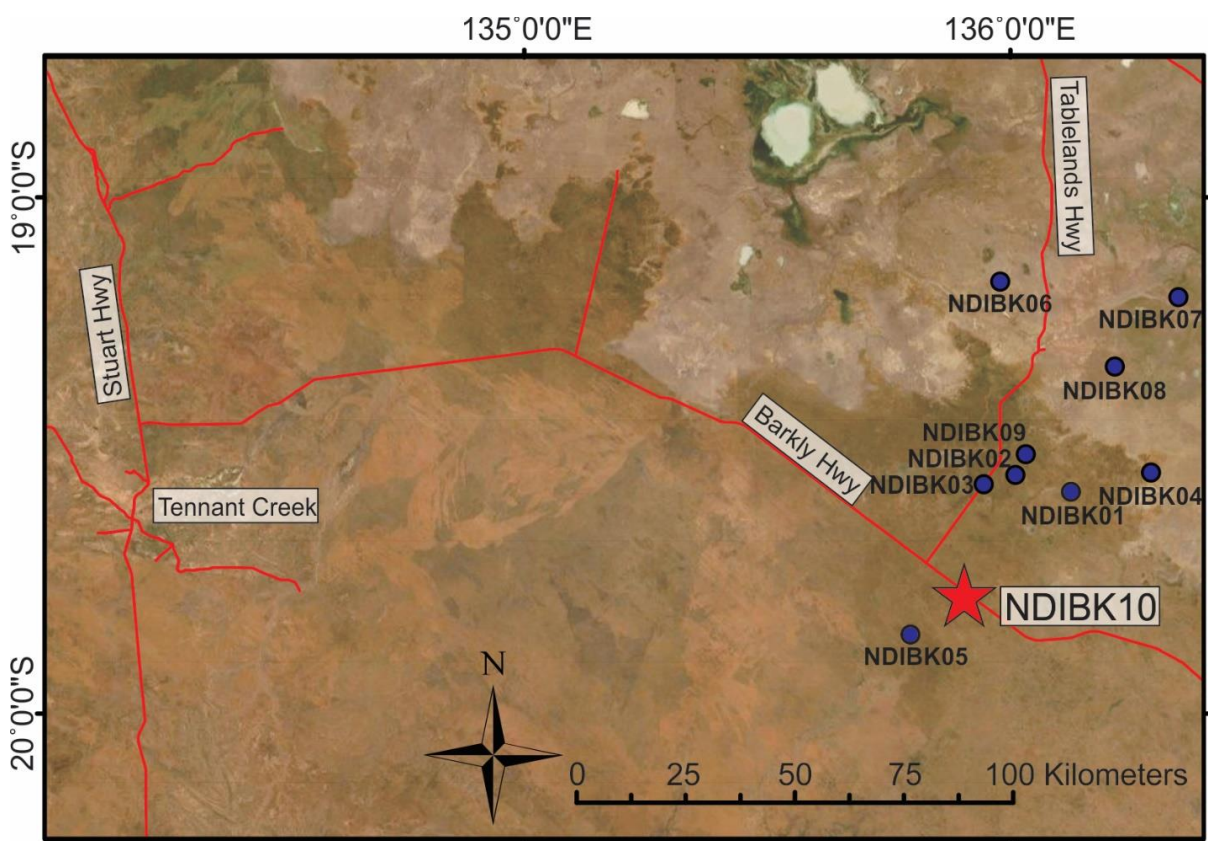 135°0'0"E
136°0'0"E
19°0'0"S
20°0'0"S
Tablelands Hwy
Stuart Hwy
NDIBK06
NDIBK07
NDIBK08
Barkly Hwy
NDIBK09
NDIBK02
NDIBK03
NDIBK04
NDIBK01
Tennant Creek
NDIBK10
NDIBK05
N
0 25 50 75 100 Kilometers